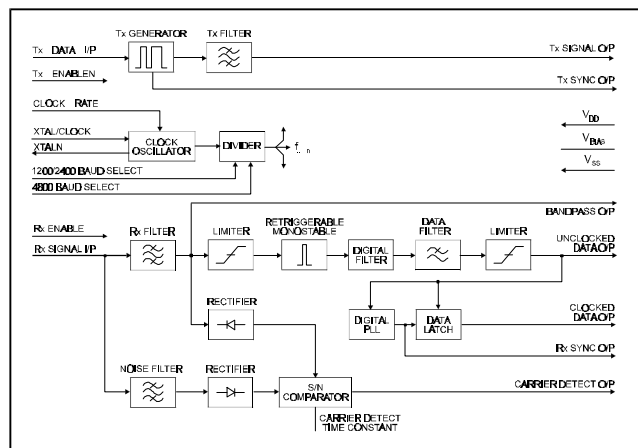 Tx GENERATOR
Tx FILTER
Tx DATA I/P
Tx SIGNAL O/P
Tx ENABLEN
Tx SYNC O/P
CLOCK RATE
XTAL/CLOCK
XTALN
CLOCK
OSCILLATOR
DIVIDER
VDD
VBIAS
VSS
1200/2400 BAUD SELECT
4800 BAUD SELECT
BANDPASS O/P
Rx ENABLE
Rx SIGNAL I/P
Rx FILTER
LIMITER
RETRIGGERABLE
MONOSTABLE
DIGITAL
FILTER
DATA
FILTER
LIMITER
UNCLOCKED
DATA O/P
RECTIFIER
DIGITAL
PLL
DATA
LATCH
CLOCKED
DATA O/P
Rx SYNC O/P
NOISE FILTER
RECTIFIER
S/N
COMPARATOR
CARRIER DETECT O/P
CARRIER DETECT
TIME CONSTANT